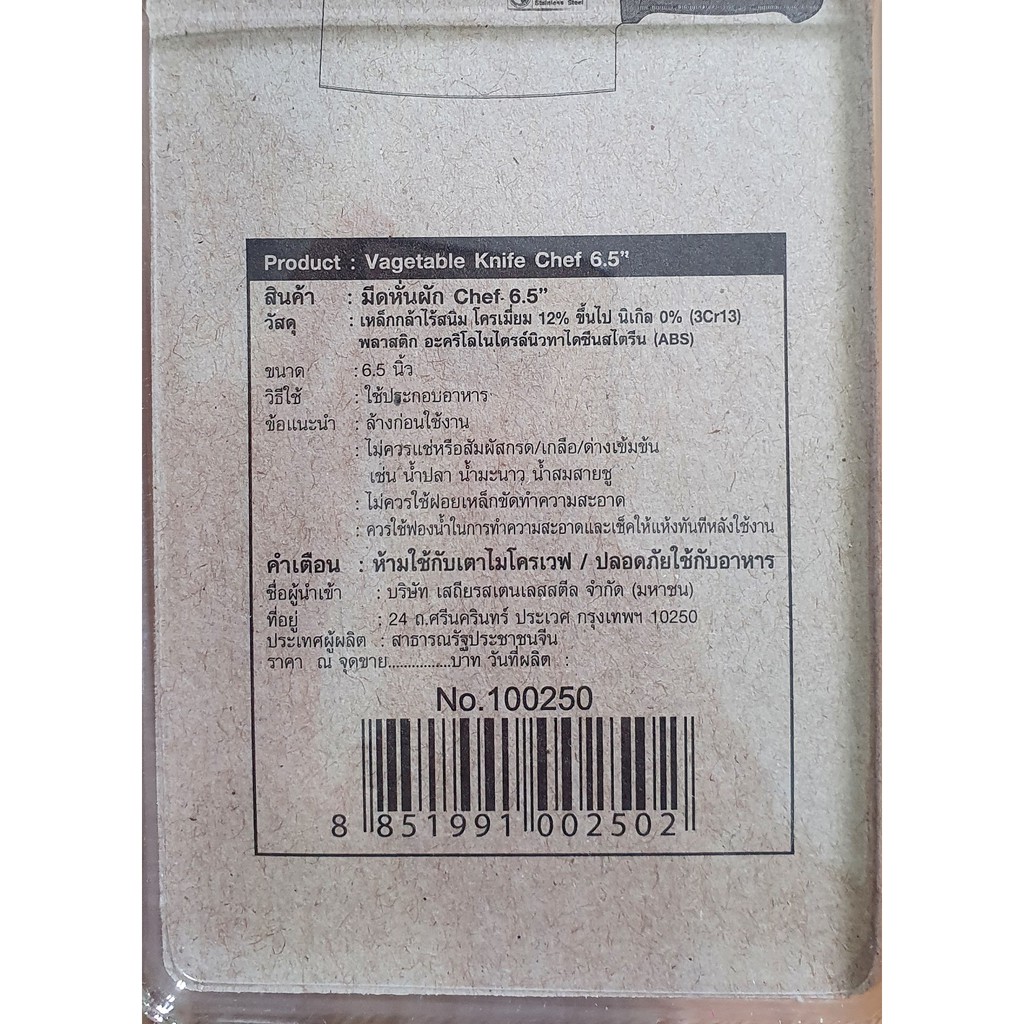 Stainless Steel
Product : Vagetable Knife Chef 6.5"
สินค้า : มีดหั่นผัก Chef 6.5"
วัสดุ : เหล็กกล้าไร้สนิม โครเมี่ยม 12% ขึ้นไป นิเกิล 0% (3Cr13)
พลาสติก อะคริโลไนไตรล์นิวทาไดซีนสไตรีน (ABS)
ขนาด : 6.5 นิ้ว
วิธีใช้ : ใช้ประกอบอาหาร
ข้อแนะนำ : ล้างก่อนใช้งาน
: ไม่ควรแช่หรือสัมผัสกรด/เกลือ/ด่างเข้มข้น
เช่น น้ำปลา น้ำมะนาว น้ำสมสายชู
: ไม่ควรใช้ฝอยเหล็กขัดทำความสะอาด
: ควรใช้ฟองน้ำในการทำความสะอาดและเช็คให้แห้งทันทีหลังใช้งาน
คำเตือน : ห้ามใช้กับเตาไมโครเวฟ / ปลอดภัยใช้กับอาหาร
ชื่อผู้นำเข้า : บริษัท เสถียรสเตนเลสสตีล จำกัด (มหาชน)
ที่อยู่ : 24 ถ.ศรีนครินทร์ ประเวศ กรุงเทพฯ 10250
ประเทศผู้ผลิต : สาธารณรัฐประชาชนจีน
ราคา ณ จุดขาย...............บาท วันที่ผลิต :
No.100250
8 851991 002502